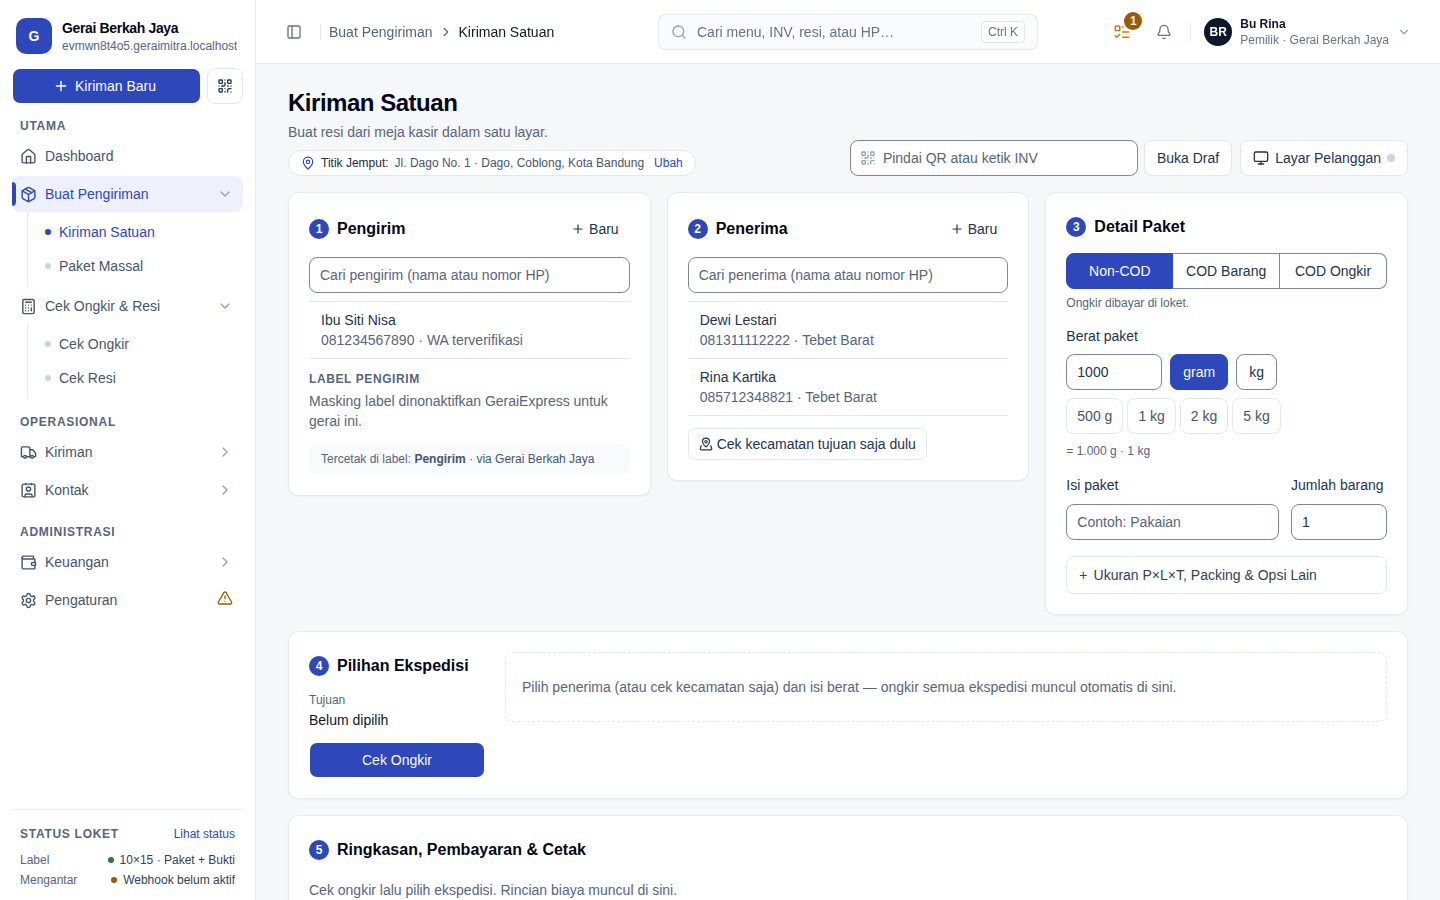 G
Gerai Berkah Jaya
evmwn8t4o5.geraimitra.localhost
+ Kiriman Baru
UTAMA
Dashboard
Buat Pengiriman
Kiriman Satuan
Paket Massal
Cek Ongkir & Resi
Cek Ongkir
Cek Resi
OPERASIONAL
Kiriman
Kontak
ADMINISTRASI
Keuangan
Pengaturan
STATUS LOKET
Lihat status
Label
10×15 · Paket + Bukti
Mengantar
Webhook belum aktif
Buat Pengiriman > Kiriman Satuan
Cari menu, INV, resi, atau HP…
Ctrl K
1
BR
Bu Rina
Pemilik · Gerai Berkah Jaya
Kiriman Satuan
Buat resi dari meja kasir dalam satu layar.
Titik Jemput: Jl. Dago No. 1 · Dago, Coblong, Kota Bandung Ubah
Pindai QR atau ketik INV
Buka Draf
Layar Pelanggan
1 Pengirim
+ Baru
Cari pengirim (nama atau nomor HP)
Ibu Siti Nisa
081234567890 · WA terverifikasi
LABEL PENGIRIM
Masking label dinonaktifkan GeraiExpress untuk
gerai ini.
Tercetak di label: Pengirim · via Gerai Berkah Jaya
2 Penerima
+ Baru
Cari penerima (nama atau nomor HP)
Dewi Lestari
081311112222 · Tebet Barat
Rina Kartika
085712348821 · Tebet Barat
Cek kecamatan tujuan saja dulu
3 Detail Paket
Non-COD
COD Barang
COD Ongkir
Ongkir dibayar di loket.
Berat paket
1000
gram
kg
500 g
1 kg
2 kg
5 kg
= 1.000 g · 1 kg
Isi paket
Jumlah barang
Contoh: Pakaian
1
+ Ukuran P×L×T, Packing & Opsi Lain
4 Pilihan Ekspedisi
Tujuan
Belum dipilih
Cek Ongkir
Pilih penerima (atau cek kecamatan saja) dan isi berat — ongkir semua ekspedisi muncul otomatis di sini.
5 Ringkasan, Pembayaran & Cetak
Cek ongkir lalu pilih ekspedisi. Rincian biaya muncul di sini.